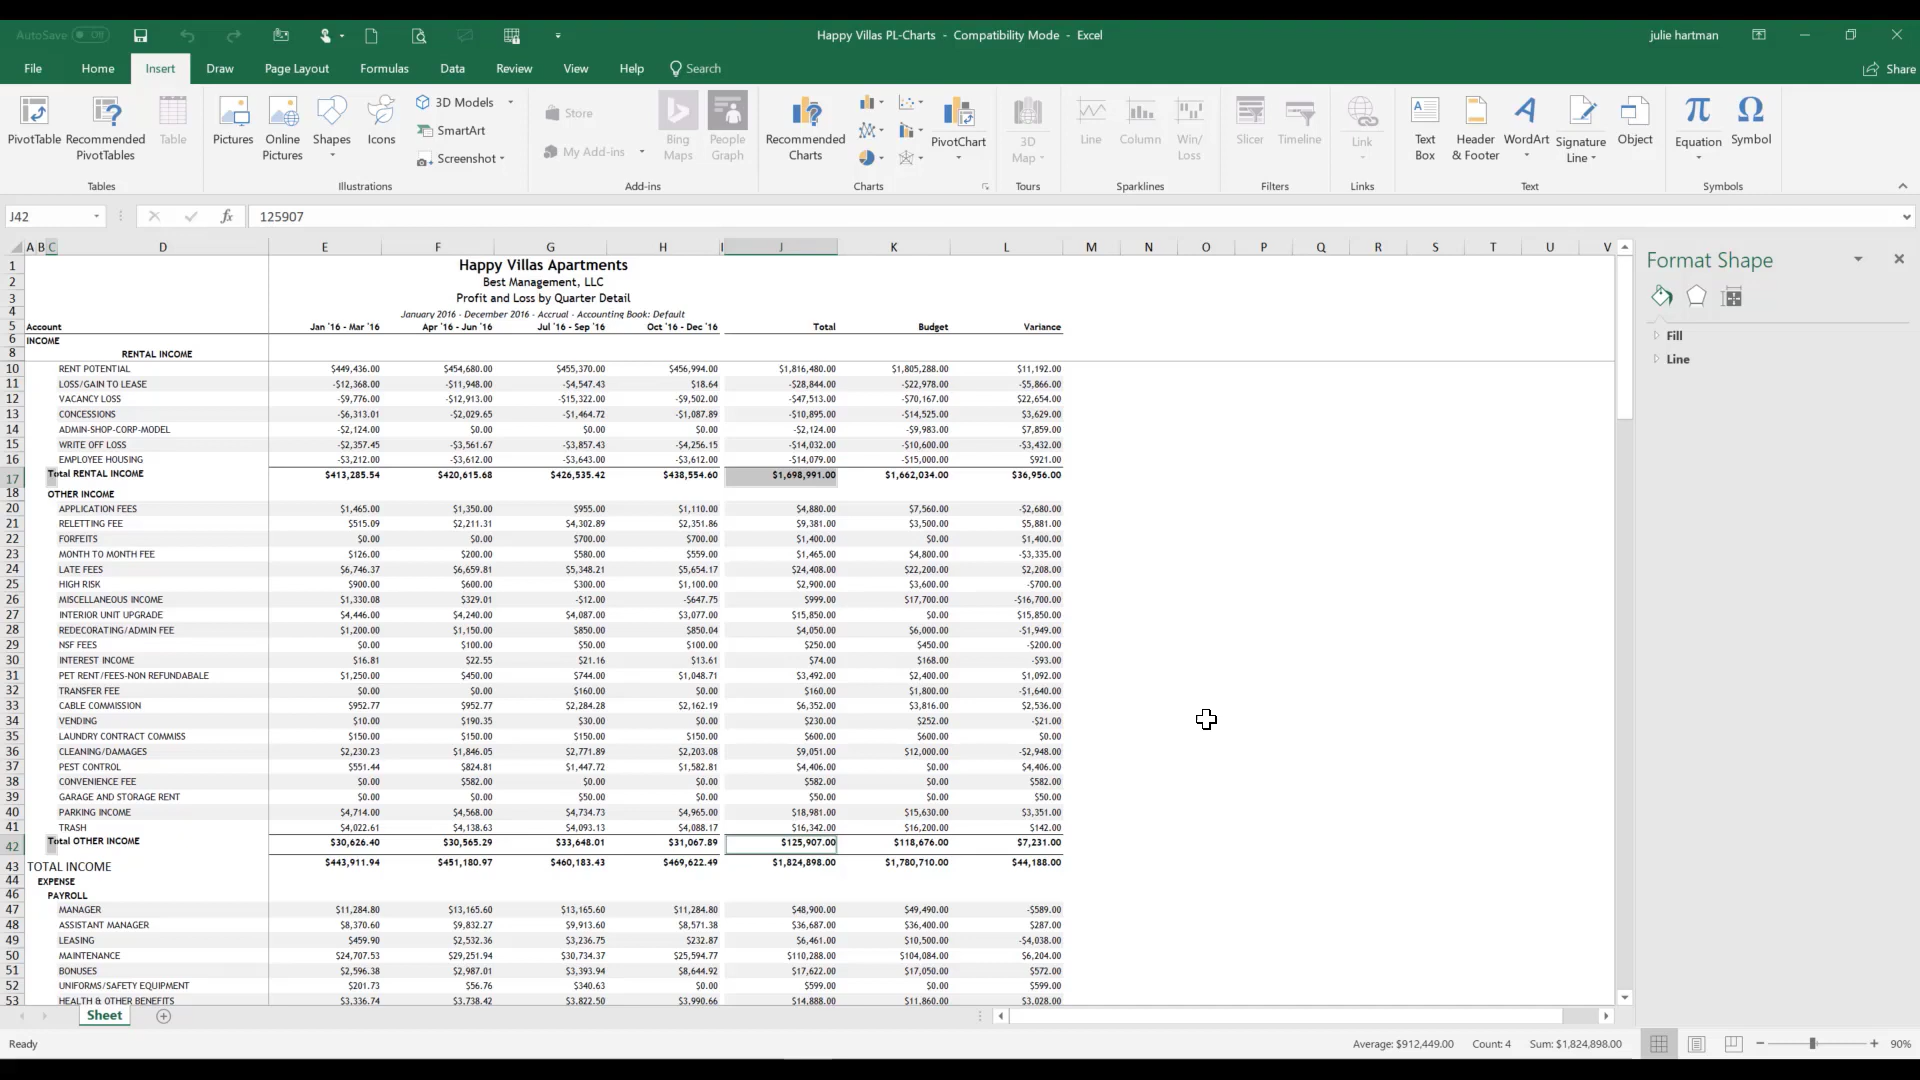 AutoSave Off
Happy Villas PL-Charts - Compatibility Mode - Excel
julie hartman
File Home Insert Draw Page Layout Formulas Data Review View Help Search Share
PivotTable
Recommended PivotTables
Table
Tables
Pictures
Online Pictures
Shapes
Icons
3D Models
SmartArt
Screenshot
Illustrations
Store
My Add-ins
Bing Maps
People Graph
Add-ins
Recommended Charts
PivotChart
Charts
3D Map
Tours
Line
Column
Win/ Loss
Sparklines
Slicer
Timeline
Filters
Link
Links
Text Box
Header & Footer
WordArt
Signature Line
Object
Text
Equation
Symbol
Symbols
J42 fx 125907
A B C D E F G H I J K L M N O P Q R S T U V
1 Happy Villas Apartments
2 Best Management, LLC
3 Profit and Loss by Quarter Detail
4 January 2016 - December 2016 - Accrual - Accounting Book: Default
5 Account Jan '16 - Mar '16 Apr '16 - Jun '16 Jul '16 - Sep '16 Oct '16 - Dec '16 Total Budget Variance
6 INCOME
8 RENTAL INCOME
10 RENT POTENTIAL $449,436.00 $454,680.00 $455,370.00 $456,994.00 $1,816,480.00 $1,805,288.00 $11,192.00
11 LOSS/GAIN TO LEASE -$12,368.00 -$11,948.00 -$4,547.43 $18.64 -$28,844.00 -$22,978.00 -$5,866.00
12 VACANCY LOSS -$9,776.00 -$12,913.00 -$15,322.00 -$9,502.00 -$47,513.00 -$70,167.00 $22,654.00
13 CONCESSIONS -$6,313.01 -$2,029.65 -$1,464.72 -$1,087.89 -$10,895.00 -$14,525.00 $3,629.00
14 ADMIN-SHOP-CORP-MODEL -$2,124.00 $0.00 $0.00 $0.00 -$2,124.00 -$9,983.00 $7,859.00
15 WRITE OFF LOSS -$2,357.45 -$3,561.67 -$3,857.43 -$4,256.15 -$14,032.00 -$10,600.00 -$3,432.00
16 EMPLOYEE HOUSING -$3,212.00 -$3,612.00 -$3,643.00 -$3,612.00 -$14,079.00 -$15,000.00 $921.00
17 Total RENTAL INCOME $413,285.54 $420,615.68 $426,535.42 $438,554.60 $1,698,991.00 $1,662,034.00 $36,956.00
18 OTHER INCOME
20 APPLICATION FEES $1,465.00 $1,350.00 $955.00 $1,110.00 $4,880.00 $7,560.00 -$2,680.00
21 RELETTING FEE $515.09 $2,211.31 $4,302.89 $2,351.86 $9,381.00 $3,500.00 $5,881.00
22 FORFEITS $0.00 $0.00 $700.00 $700.00 $1,400.00 $0.00 $1,400.00
23 MONTH TO MONTH FEE $126.00 $200.00 $580.00 $559.00 $1,465.00 $4,800.00 -$3,335.00
24 LATE FEES $6,746.37 $6,659.81 $5,348.21 $5,654.17 $24,408.00 $22,200.00 $2,208.00
25 HIGH RISK $900.00 $600.00 $300.00 $1,100.00 $2,900.00 $3,600.00 -$700.00
26 MISCELLANEOUS INCOME $1,330.08 $329.01 -$12.00 -$647.75 $999.00 $17,700.00 -$16,700.00
27 INTERIOR UNIT UPGRADE $4,446.00 $4,240.00 $4,087.00 $3,077.00 $15,850.00 $0.00 $15,850.00
28 REDECORATING/ADMIN FEE $1,200.00 $1,150.00 $850.00 $850.04 $4,050.00 $6,000.00 -$1,949.00
29 NSF FEES $0.00 $100.00 $50.00 $100.00 $250.00 $450.00 -$200.00
30 INTEREST INCOME $16.81 $22.55 $21.16 $13.61 $74.00 $168.00 -$93.00
31 PET RENT/FEES-NON REFUNDABALE $1,250.00 $450.00 $744.00 $1,048.71 $3,492.00 $2,400.00 $1,092.00
32 TRANSFER FEE $0.00 $0.00 $160.00 $0.00 $160.00 $1,800.00 -$1,640.00
33 CABLE COMMISSION $952.77 $952.77 $2,284.28 $2,162.19 $6,352.00 $3,816.00 $2,536.00
34 VENDING $10.00 $190.35 $30.00 $0.00 $230.00 $252.00 -$21.00
35 LAUNDRY CONTRACT COMMISS $150.00 $150.00 $150.00 $150.00 $600.00 $600.00 $0.00
36 CLEANING/DAMAGES $2,230.23 $1,846.05 $2,771.89 $2,203.08 $9,051.00 $12,000.00 -$2,948.00
37 PEST CONTROL $551.44 $824.81 $1,447.72 $1,582.81 $4,406.00 $0.00 $4,406.00
38 CONVENIENCE FEE $0.00 $582.00 $0.00 $0.00 $582.00 $0.00 $582.00
39 GARAGE AND STORAGE RENT $0.00 $0.00 $50.00 $0.00 $50.00 $0.00 $50.00
40 PARKING INCOME $4,714.00 $4,568.00 $4,734.73 $4,965.00 $18,981.00 $15,630.00 $3,351.00
41 TRASH $4,022.61 $4,138.63 $4,093.13 $4,088.17 $16,342.00 $16,200.00 $142.00
42 Total OTHER INCOME $30,626.40 $30,565.29 $33,648.01 $31,067.89 $125,907.00 $118,676.00 $7,231.00
43 TOTAL INCOME $443,911.94 $451,180.97 $460,183.43 $469,622.49 $1,824,898.00 $1,780,710.00 $44,188.00
44 EXPENSE
46 PAYROLL
47 MANAGER $11,284.80 $13,165.60 $13,165.60 $11,284.80 $48,900.00 $49,490.00 -$589.00
48 ASSISTANT MANAGER $8,370.60 $9,832.27 $9,913.60 $8,571.38 $36,687.00 $36,400.00 $287.00
49 LEASING $459.90 $2,532.36 $3,236.75 $232.87 $6,461.00 $10,500.00 -$4,038.00
50 MAINTENANCE $24,707.53 $29,251.94 $30,734.37 $25,594.77 $110,288.00 $104,084.00 $6,204.00
51 BONUSES $2,596.38 $2,987.01 $3,393.94 $8,644.92 $17,622.00 $17,050.00 $572.00
52 UNIFORMS/SAFETY EQUIPMENT $201.73 $56.76 $340.63 $0.00 $599.00 $0.00 $599.00
53 HEALTH & OTHER BENEFITS $3,336.74 $3,738.42 $3,822.50 $3,990.66 $14,888.00 $11,860.00 $3,028.00
Format Shape
Fill
Line
Sheet
Ready
Average: $912,449.00 Count: 4 Sum: $1,824,898.00 90%